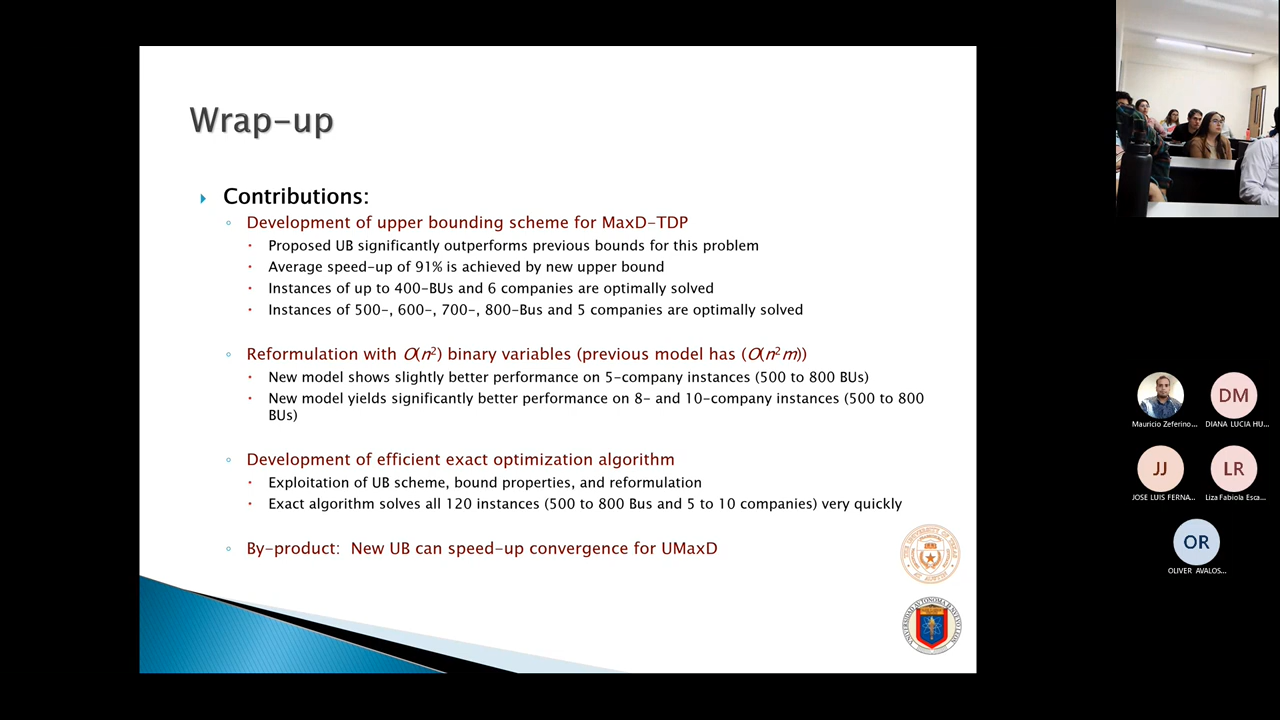 Wrap-up
Contributions:
Development of upper bounding scheme for MaxD-TDP
Proposed UB significantly outperforms previous bounds for this problem
Average speed-up of 91% is achieved by new upper bound
Instances of up to 400-BUs and 6 companies are optimally solved
Instances of 500-, 600-, 700-, 800-Bus and 5 companies are optimally solved
Reformulation with O(n²) binary variables (previous model has (O(n²m))
New model shows slightly better performance on 5-company instances (500 to 800 BUs)
New model yields significantly better performance on 8- and 10-company instances (500 to 800
BUs)
Development of efficient exact optimization algorithm
Exploitation of UB scheme, bound properties, and reformulation
Exact algorithm solves all 120 instances (500 to 800 Bus and 5 to 10 companies) very quickly
By-product: New UB can speed-up convergence for UMaxD
Mauricio Zeferino...
DM
DIANA LUCIA HU...
JJ
JOSE LUIS FERNA...
LR
Liza Fabiola Esca...
OR
OLIVER AVALOS...